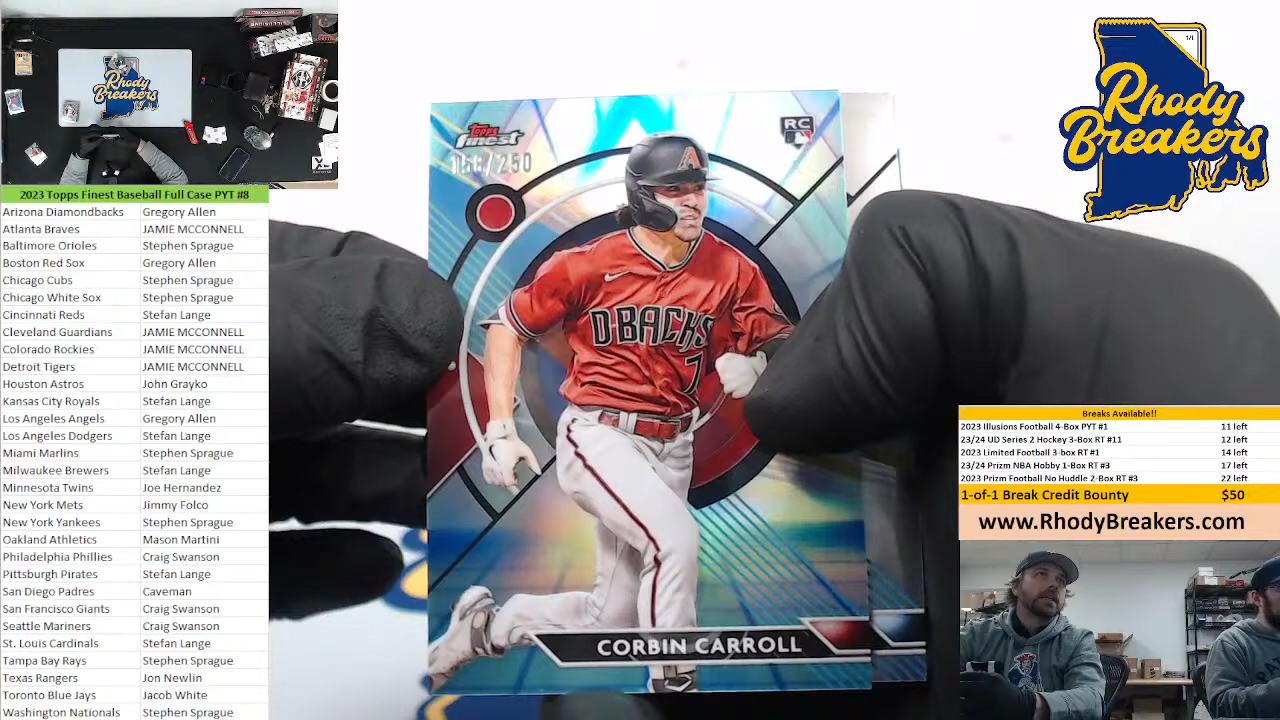 Rhody
Breakers
2023 Topps Finest Baseball Full Case PYT #8
Arizona Diamondbacks Gregory Allen
Atlanta Braves JAMIE MCCONNELL
Baltimore Orioles Stephen Sprague
Boston Red Sox Gregory Allen
Chicago Cubs Stephen Sprague
Chicago White Sox Stephen Sprague
Cincinnati Reds Stefan Lange
Cleveland Guardians JAMIE MCCONNELL
Colorado Rockies JAMIE MCCONNELL
Detroit Tigers JAMIE MCCONNELL
Houston Astros John Grayko
Kansas City Royals Stefan Lange
Los Angeles Angels Gregory Allen
Los Angeles Dodgers Stefan Lange
Miami Marlins Stephen Sprague
Milwaukee Brewers Stefan Lange
Minnesota Twins Joe Hernandez
New York Mets Jimmy Folco
New York Yankees Stephen Sprague
Oakland Athletics Mason Martini
Philadelphia Phillies Craig Swanson
Pittsburgh Pirates Stefan Lange
San Diego Padres Caveman
San Francisco Giants Craig Swanson
Seattle Mariners Craig Swanson
St. Louis Cardinals Stefan Lange
Tampa Bay Rays Stephen Sprague
Texas Rangers Jon Newlin
Toronto Blue Jays Jacob White
Washington Nationals Stephen Sprague
Topps
finest
/250
RC
A
DBACKS
7
CORBIN CARROLL
1/1
Rhody
Breakers
Breaks Available!!
2023 Illusions Football 4-Box PYT #1 11 left
23/24 UD Series 2 Hockey 3-Box RT #11 12 left
2023 Limited Football 3-box RT #1 14 left
23/24 Prizm NBA Hobby 1-Box RT #3 17 left
2023 Prizm Football No Huddle 2-Box RT #3 22 left
1-of-1 Break Credit Bounty $50
www.RhodyBreakers.com